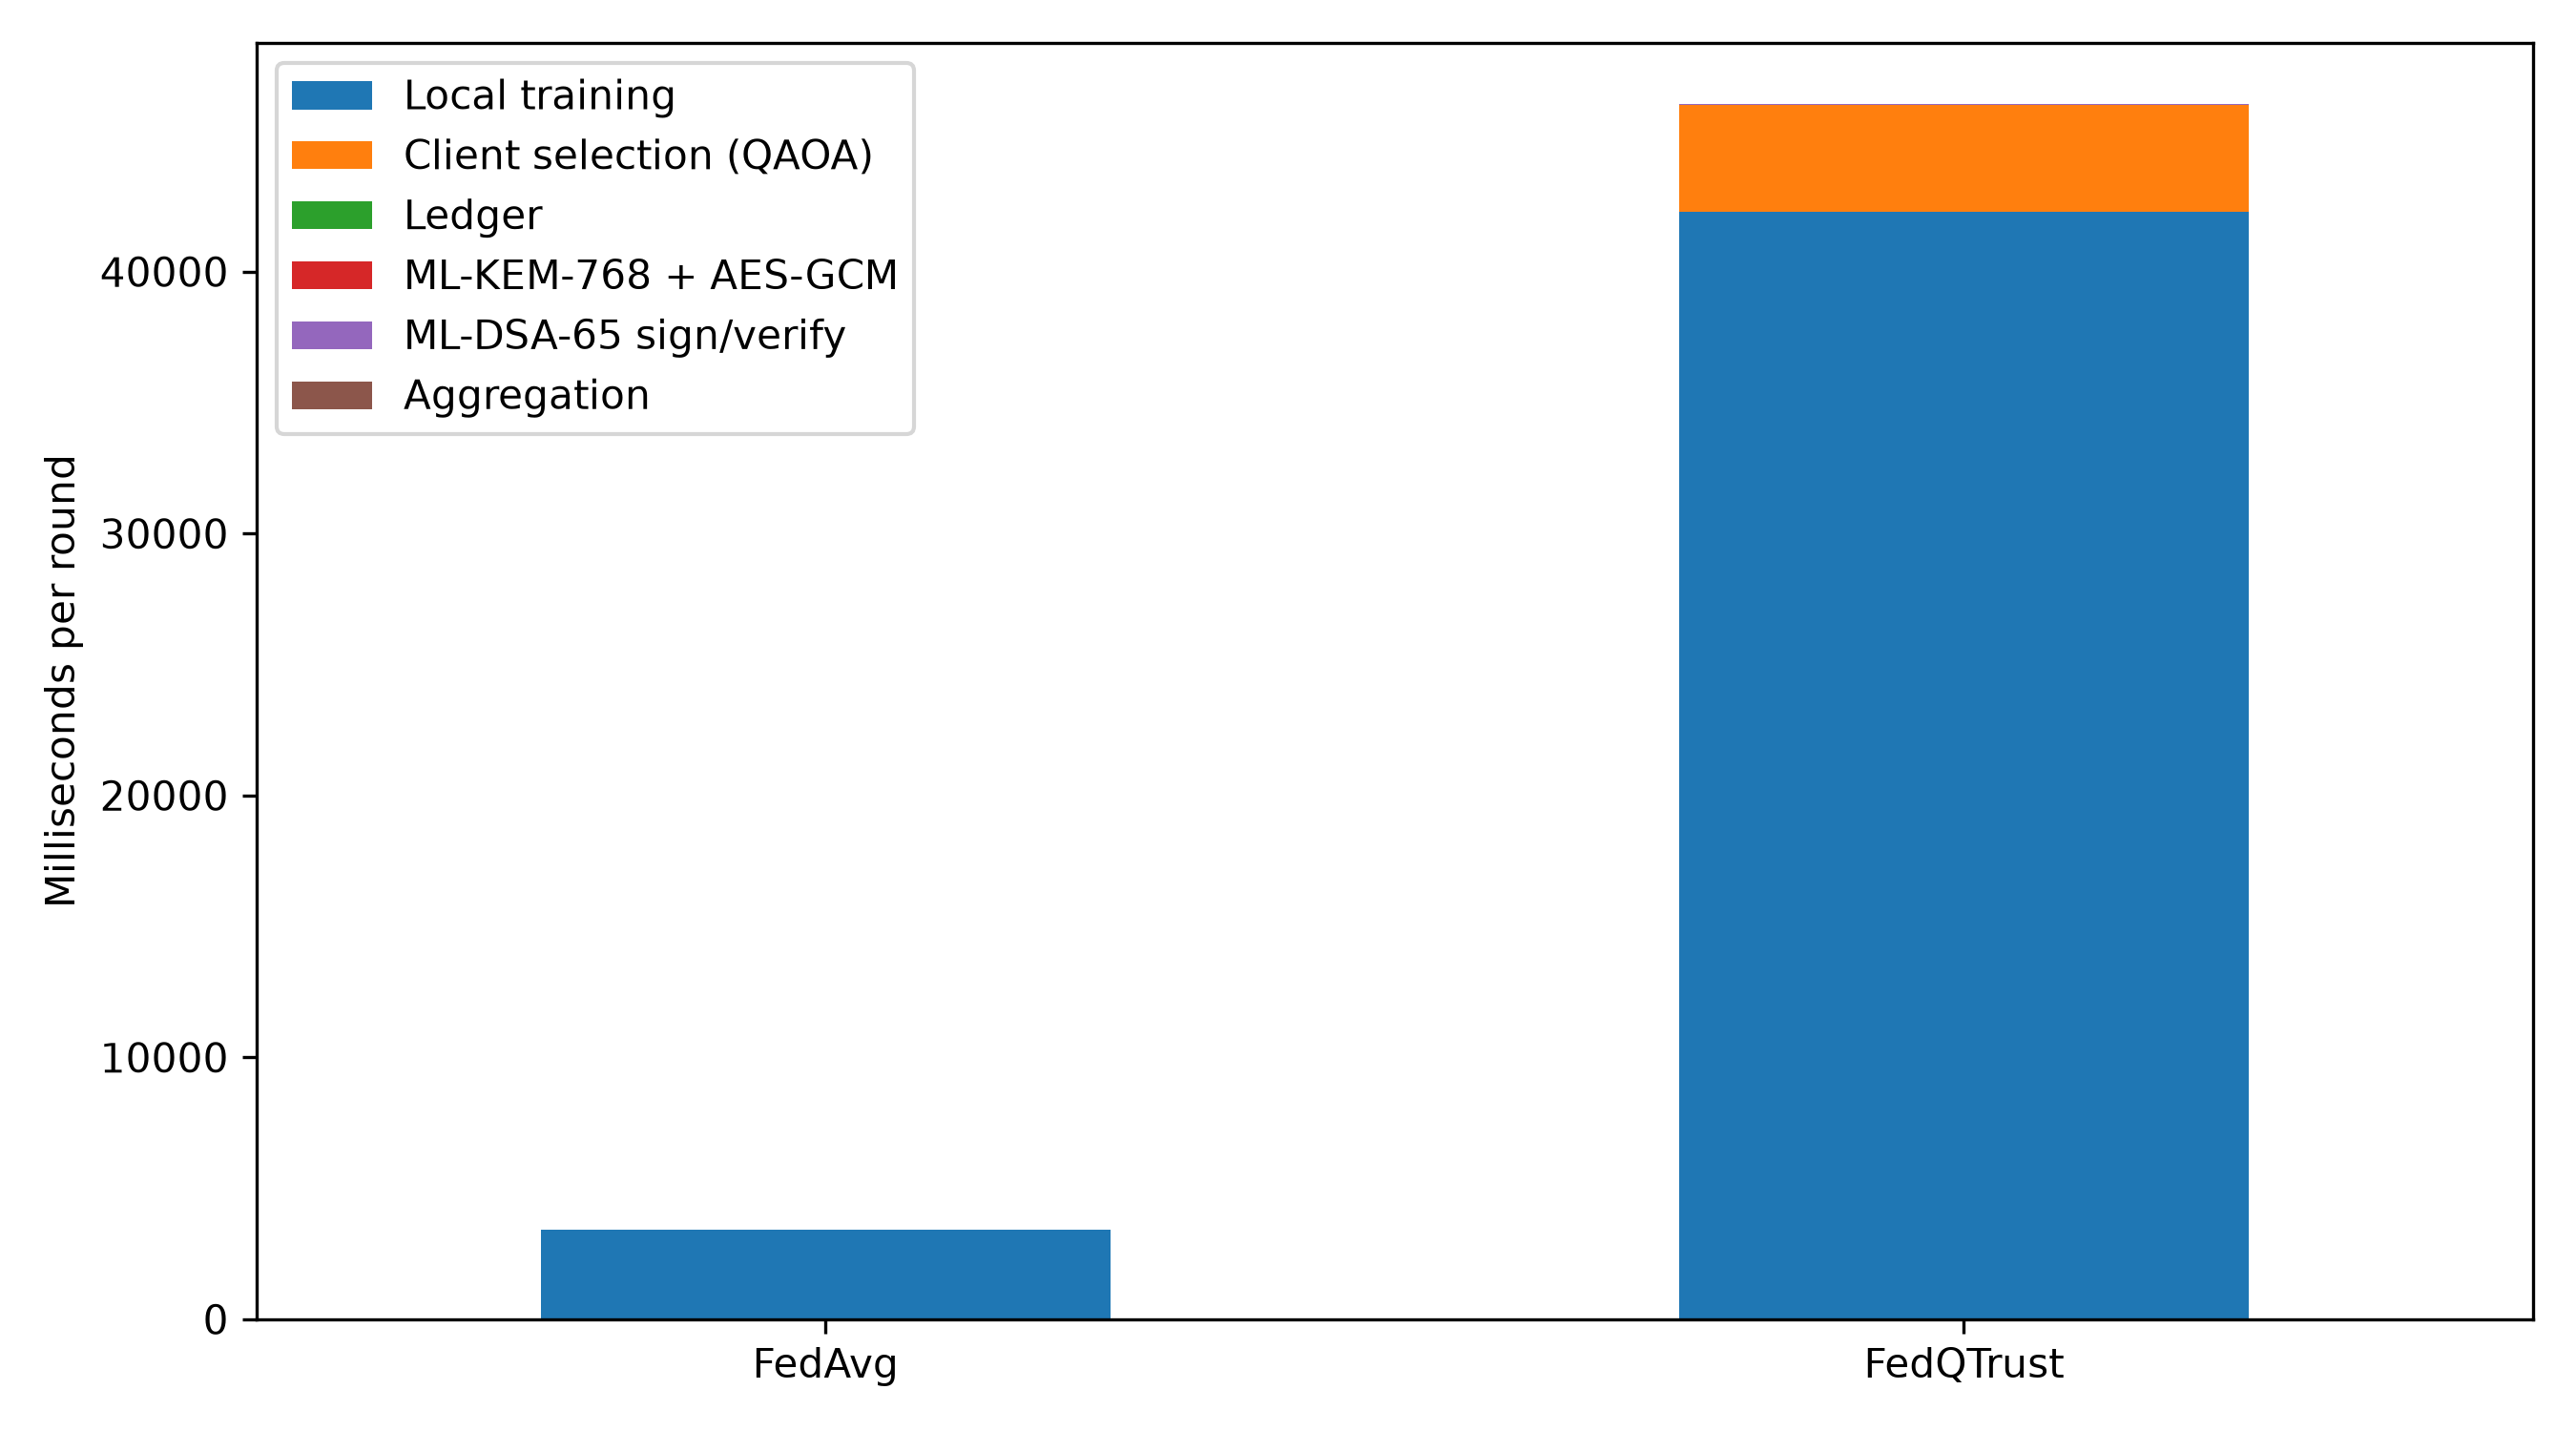 Local training
Client selection (QAOA)
Ledger
ML-KEM-768 + AES-GCM
ML-DSA-65 sign/verify
Aggregation
Milliseconds per round
40000
30000
20000
10000
0
FedAvg
FedQTrust